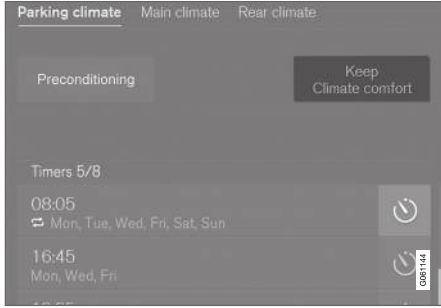 Parking climate Main climate Rear climate
Preconditioning
Keep
Climate comfort
Timers 5/8
08:05
Mon, Tue, Wed, Fri, Sat, Sun
16:45
Mon, Wed, Fri
G061144